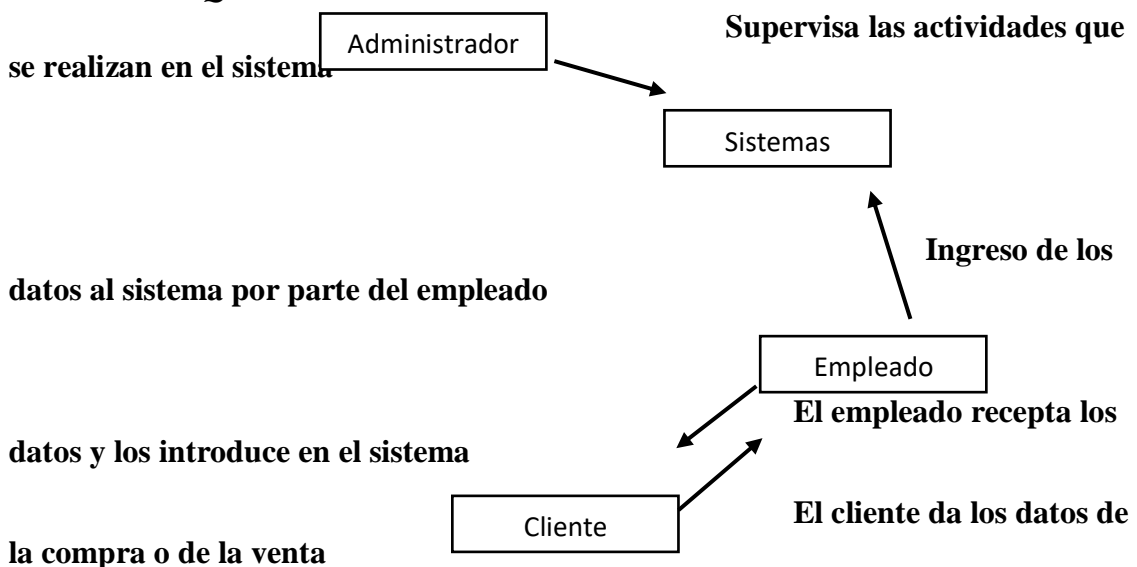 Supervisa las actividades que
Administrador
se realizan en el sistema
Sistemas
Ingreso de los
datos al sistema por parte del empleado
Empleado
El empleado recepta los
datos y los introduce en el sistema
El cliente da los datos de
Cliente
la compra o de la venta